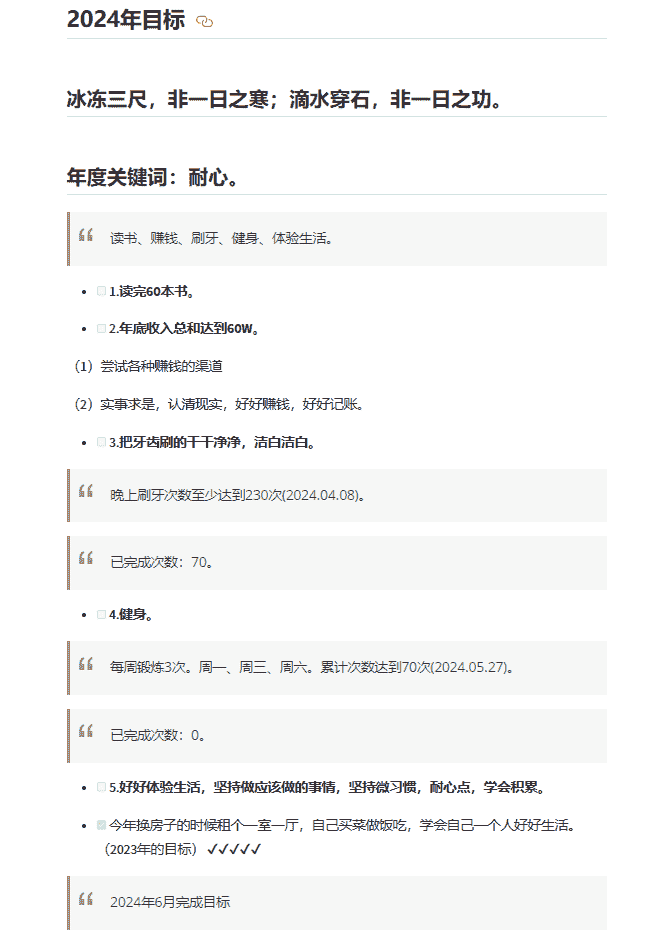 2024年目标
冰冻三尺，非一日之寒；滴水穿石，非一日之功。
年度关键词：耐心。
读书、赚钱、刷牙、健身、体验生活。
1.读完60本书。
2.年底收入总和达到60W。
（1）尝试各种赚钱的渠道
（2）实事求是，认清现实，好好赚钱，好好记账。
3.把牙齿刷的干干净净，洁白洁白。
晚上刷牙次数至少达到230次(2024.04.08)。
已完成次数：70。
4.健身。
每周锻炼3次。周一、周三、周六。累计次数达到70次(2024.05.27)。
已完成次数：0。
5.好好体验生活，坚持做应该做的事情，坚持微习惯，耐心点，学会积累。
今年换房子的时候租个一室一厅，自己买菜做饭吃，学会自己一个人好好生活。
（2023年的目标）✓✓✓✓✓
2024年6月完成目标